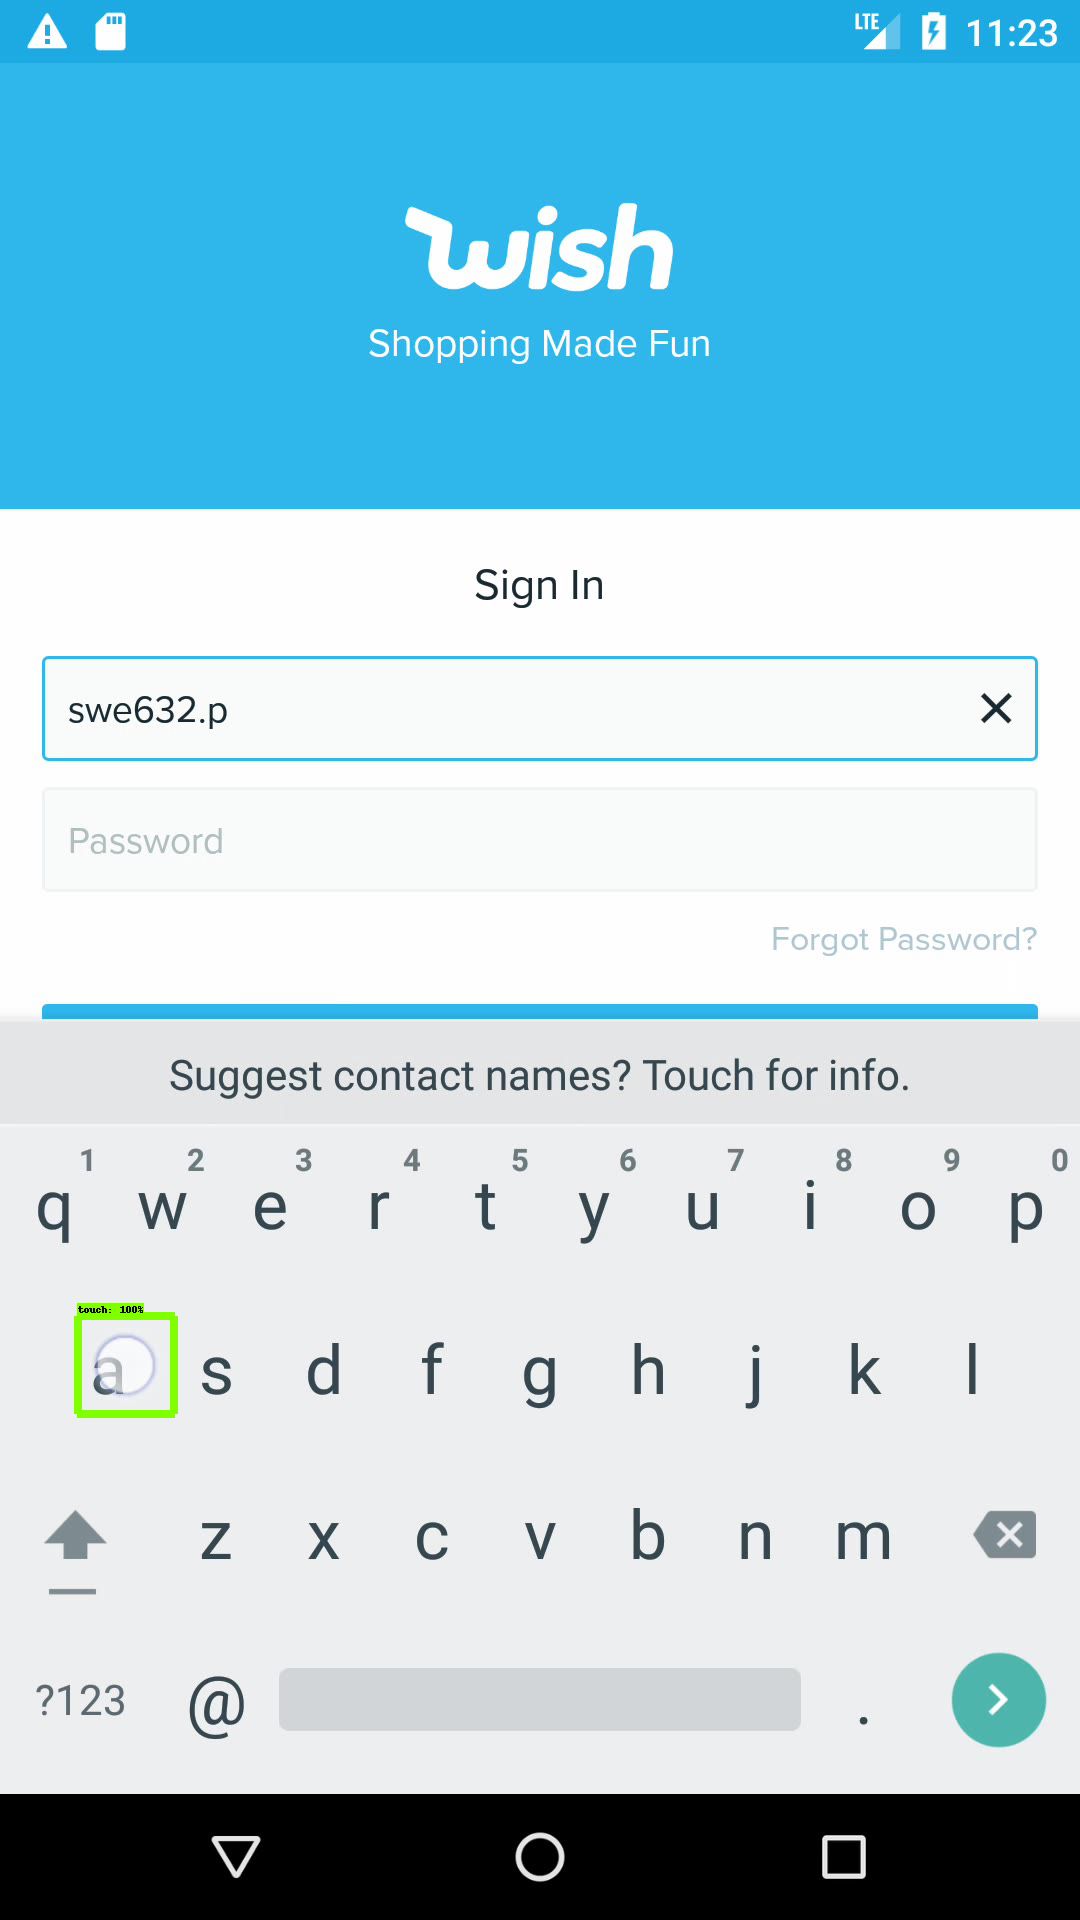 LTE 11:23
wish
Shopping Made Fun
Sign In
swe632.p
Password
Forgot Password?
Suggest contact names? Touch for info.
1 2 3 4 5 6 7 8 9 0
q w e r t y u i o p
touch: 100%
a s d f g h j k l
z x c v b n m
?123 @ .